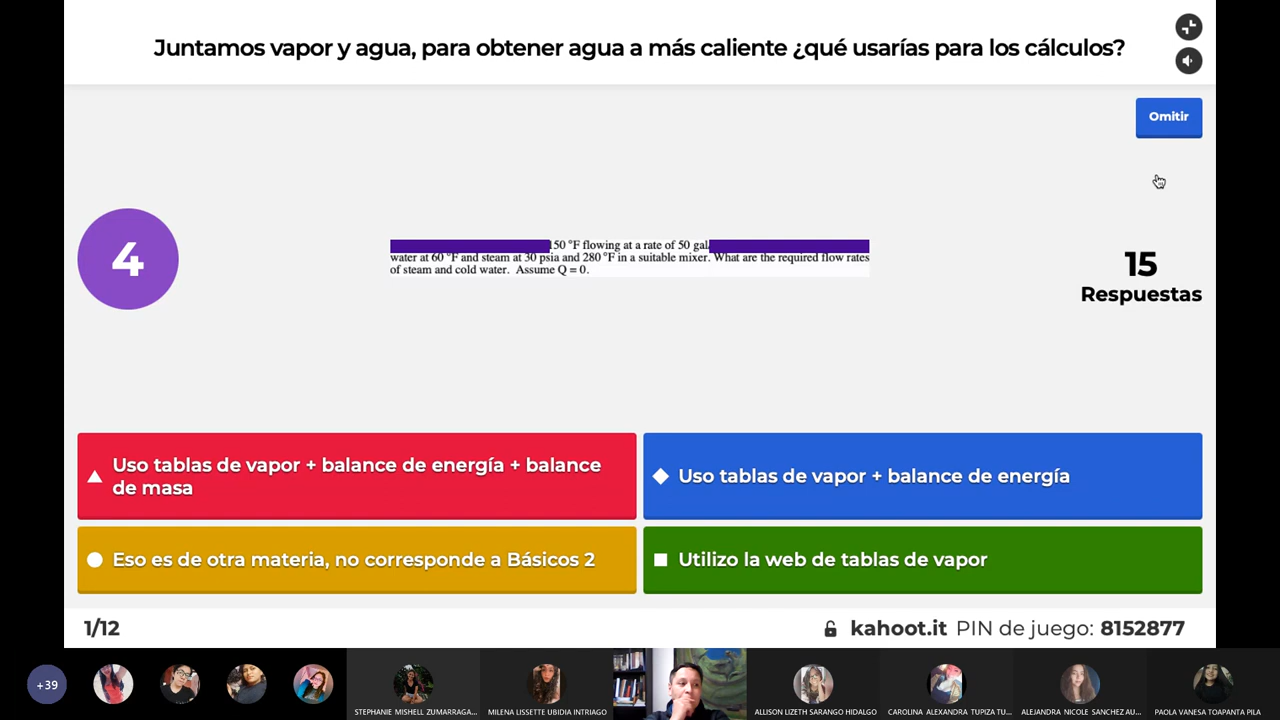 Juntamos vapor y agua, para obtener agua a más caliente ¿qué usarías para los cálculos?
Omitir
4
150 °F flowing at a rate of 50 gal
water at 60 °F and steam at 30 psia and 280 °F in a suitable mixer. What are the required flow rates
of steam and cold water. Assume Q = 0.
15
Respuestas
Uso tablas de vapor + balance de energía + balance
de masa
Uso tablas de vapor + balance de energía
Eso es de otra materia, no corresponde a Básicos 2
Utilizo la web de tablas de vapor
1/12
kahoot.it PIN de juego: 8152877
+39
STEPHANIE MISHELL ZUMARRAGA...
MILENA LISSETTE UBIDIA INTRIAGO
ALLISON LIZETH SARANGO HIDALGO
CAROLINA ALEXANDRA TUPIZA TU...
ALEJANDRA NICOLE SANCHEZ AU...
PAOLA VANESA TOAPANTA PILA